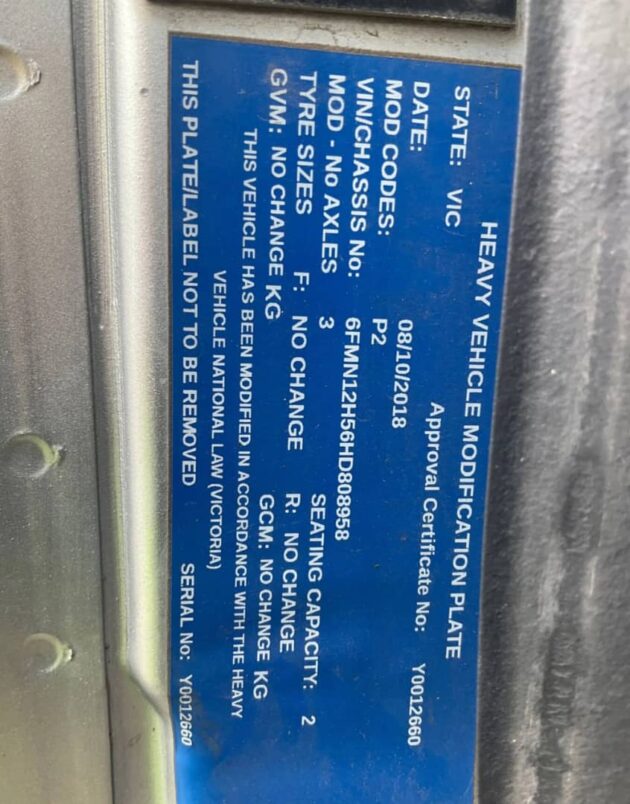 HEAVY VEHICLE MODIFICATION PLATE
STATE: VIC Approval Certificate No: Y0012660
DATE: 08/10/2018
MOD CODES: P2
VIN/CHASSIS No: 6FMN12H56HD808958
MOD - No AXLES 3 SEATING CAPACITY: 2
TYRE SIZES F: NO CHANGE R: NO CHANGE
GVM: NO CHANGE KG GCM: NO CHANGE KG
THIS VEHICLE HAS BEEN MODIFIED IN ACCORDANCE WITH THE HEAVY
VEHICLE NATIONAL LAW (VICTORIA)
THIS PLATE/LABEL NOT TO BE REMOVED SERIAL No: Y0012660